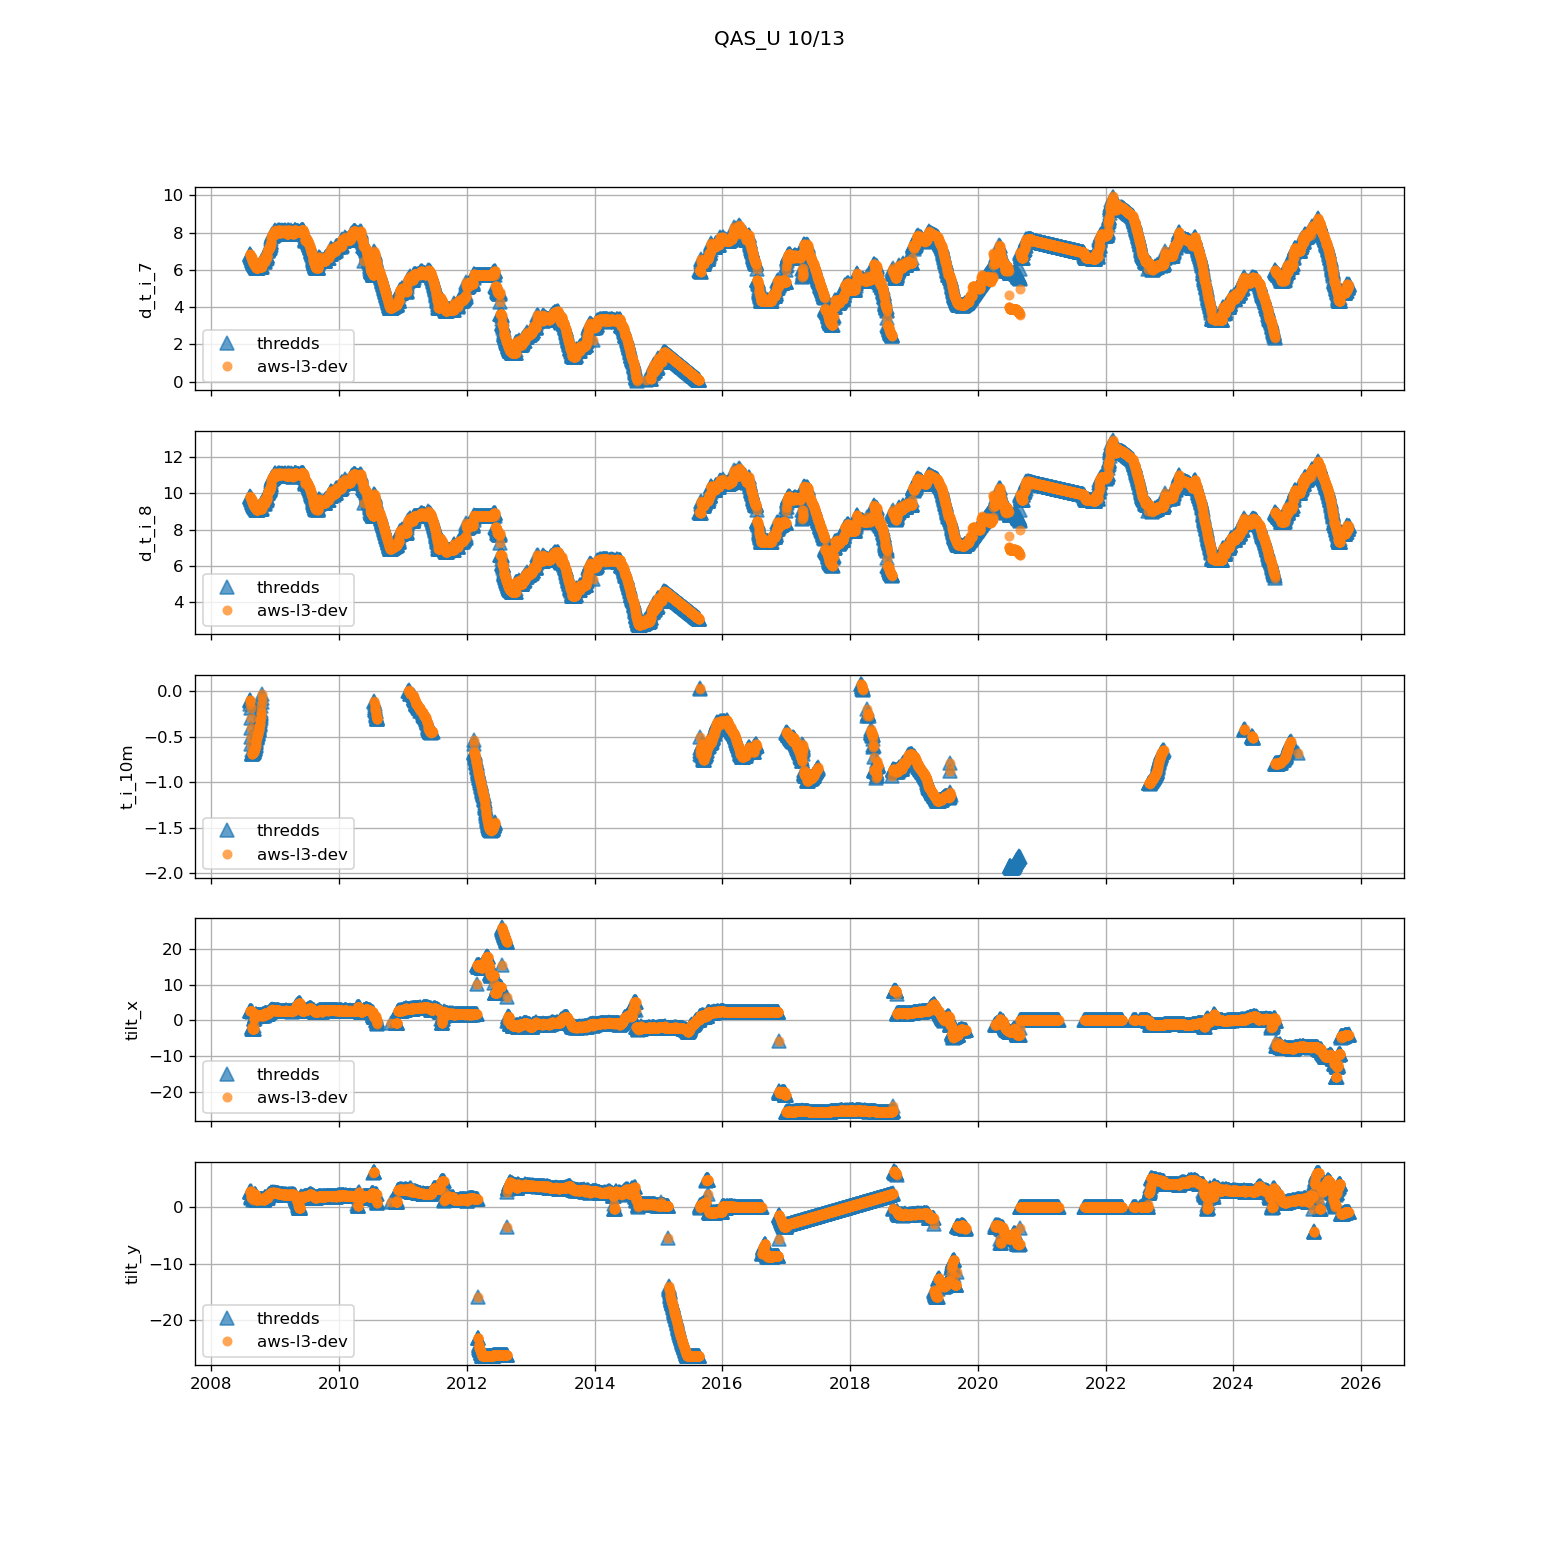 QAS_U 10/13
10
8
6
4
2
0
d_t_i_7
thredds
aws-l3-dev
12
10
8
6
4
d_t_i_8
thredds
aws-l3-dev
0.0
−0.5
−1.0
−1.5
−2.0
t_i_10m
thredds
aws-l3-dev
20
10
0
−10
−20
tilt_x
thredds
aws-l3-dev
0
−10
−20
tilt_y
thredds
aws-l3-dev
2008 2010 2012 2014 2016 2018 2020 2022 2024 2026